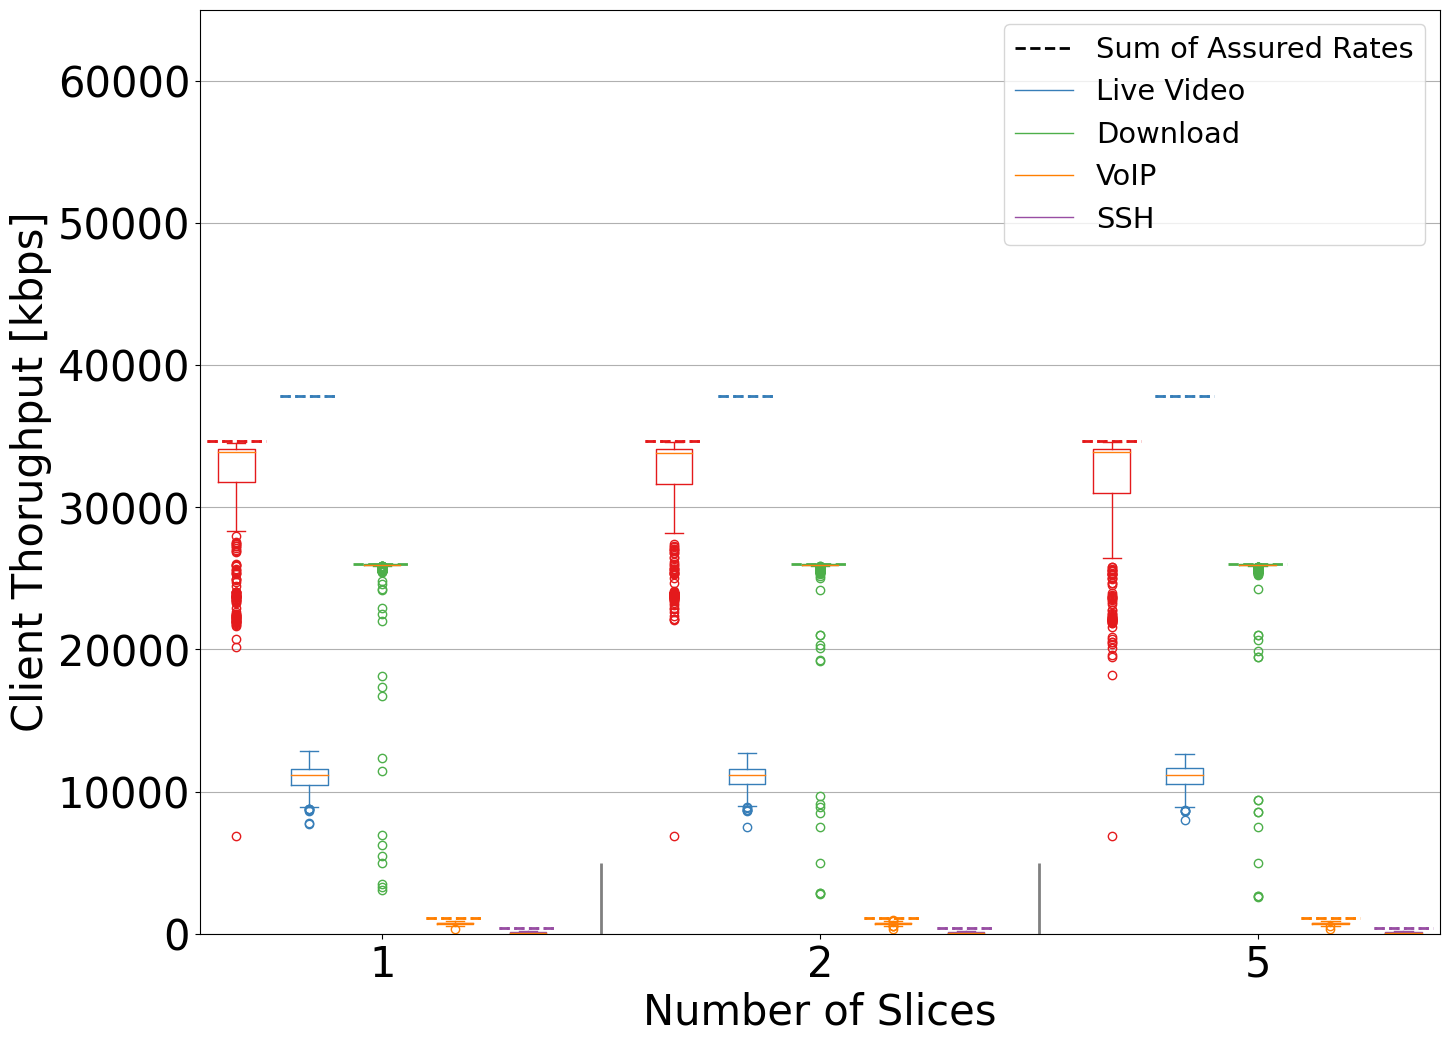 Client Thorughput [kbps]
60000
50000
40000
30000
20000
10000
0
Sum of Assured Rates
Live Video
Download
VoIP
SSH
1
2
5
Number of Slices